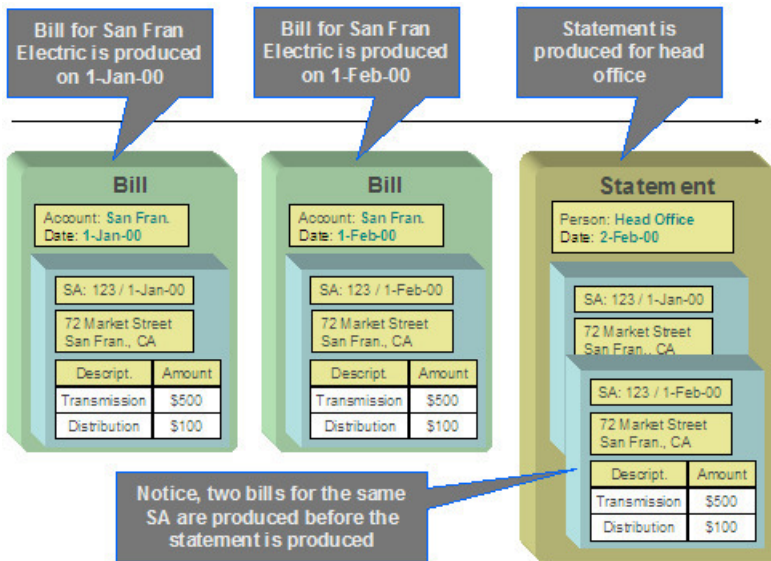 Bill for San Fran
Electric is produced
on 1-Jan-00
Bill for San Fran
Electric is produced
on 1-Feb-00
Statement
is produced
for head
office
Bill
Account: San Fran.
Date: 1-Jan-00
SA: 123 / 1-Jan-00
72 Market Street
San Fran., CA
Descript. Amount
Transmission $500
Distribution $100
Bill
Account: San Fran.
Date: 1-Feb-00
SA: 123 / 1-Feb-00
72 Market Street
San Fran., CA
Descript. Amount
Transmission $500
Distribution $100
Statement
Person: Head Office
Date: 2-Feb-00
SA: 123 / 1-Jan-00
72 Market Street
San Fran., CA
SA: 123 / 1-Feb-00
72 Market Street
San Fran., CA
Descript. Amount
Transmission $500
Distribution $100
Notice, two bills for the same
SA are produced before the
statement is produced